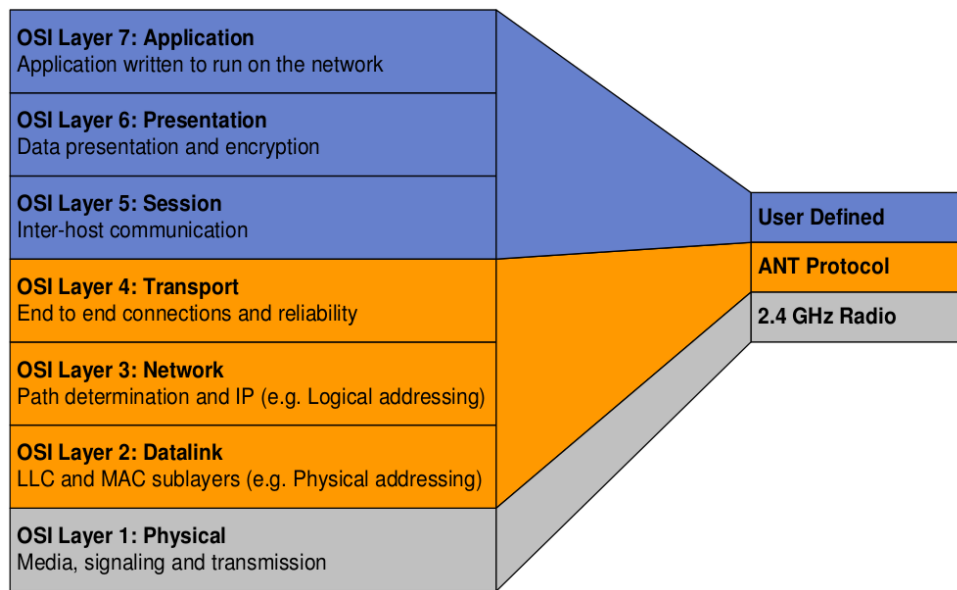 OSI Layer 7: Application
Application written to run on the network
OSI Layer 6: Presentation
Data presentation and encryption
OSI Layer 5: Session
Inter-host communication
OSI Layer 4: Transport
End to end connections and reliability
OSI Layer 3: Network
Path determination and IP (e.g. Logical addressing)
OSI Layer 2: Datalink
LLC and MAC sublayers (e.g. Physical addressing)
OSI Layer 1: Physical
Media, signaling and transmission
User Defined
ANT Protocol
2.4 GHz Radio